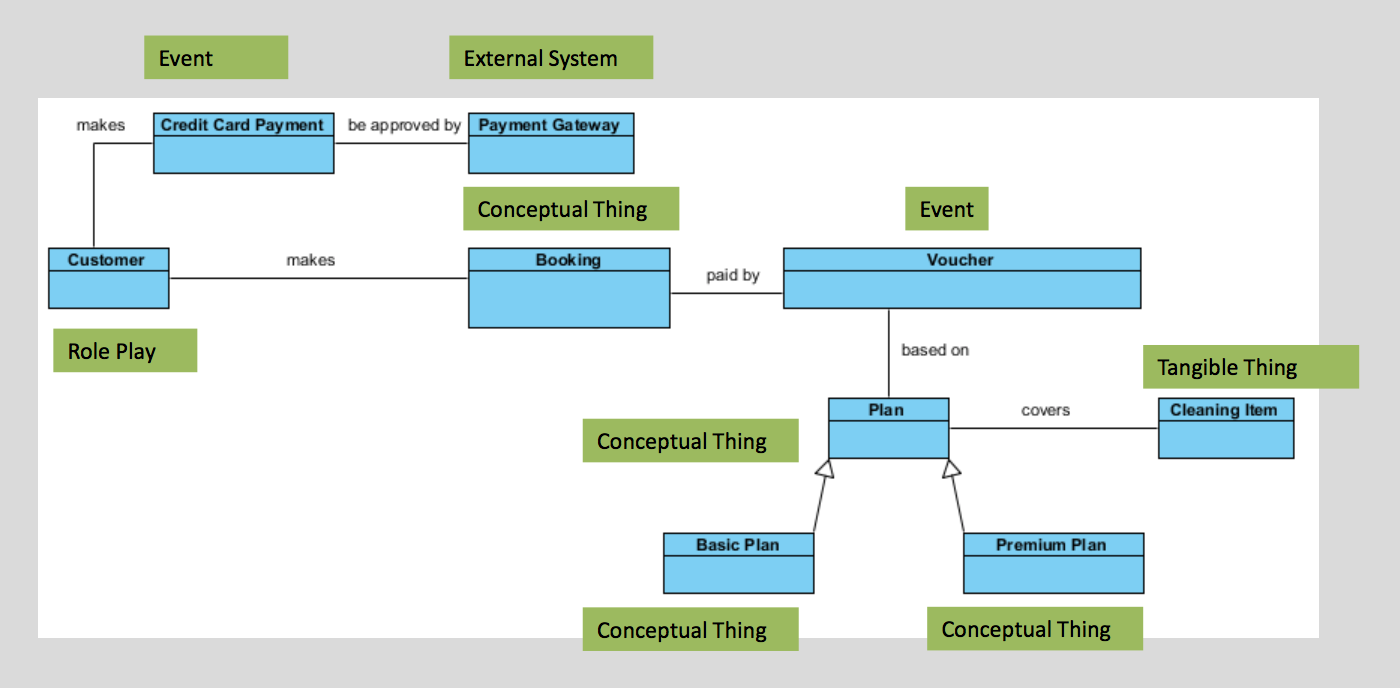 Event
External System
makes
Credit Card Payment
be approved by
Payment Gateway
Conceptual Thing
Event
Customer
makes
Booking
paid by
Voucher
Role Play
based on
Tangible Thing
Plan
covers
Cleaning Item
Conceptual Thing
Basic Plan
Premium Plan
Conceptual Thing
Conceptual Thing